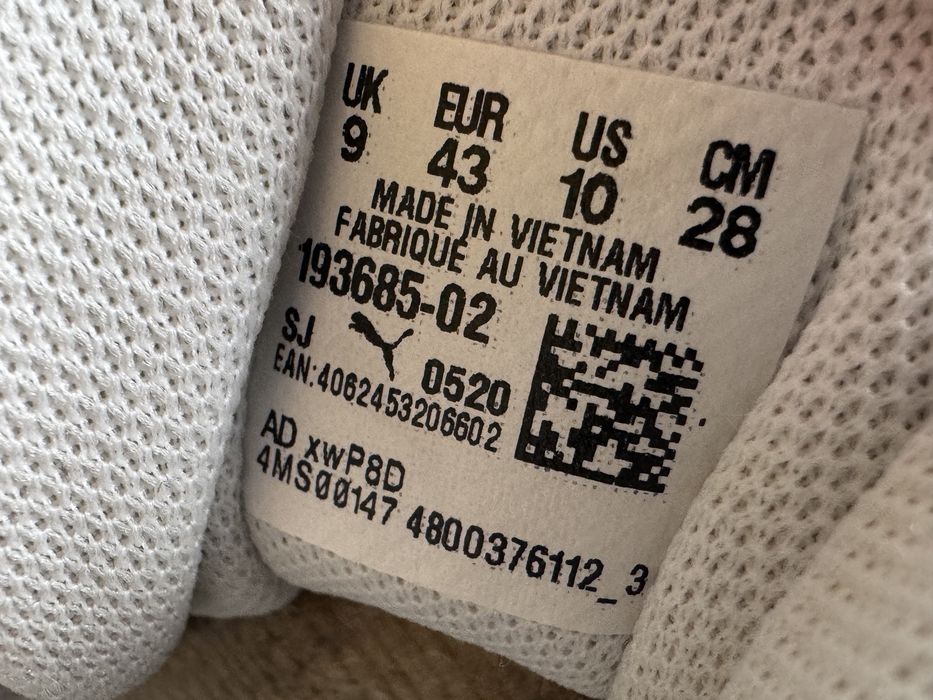 UK EUR US CM
9 43 10 28
MADE IN VIETNAM
FABRIQUE AU VIETNAM
193685-02
SJ 0520
EAN:4062453206602
AD xwP8D
4MS00147 4800376112_3